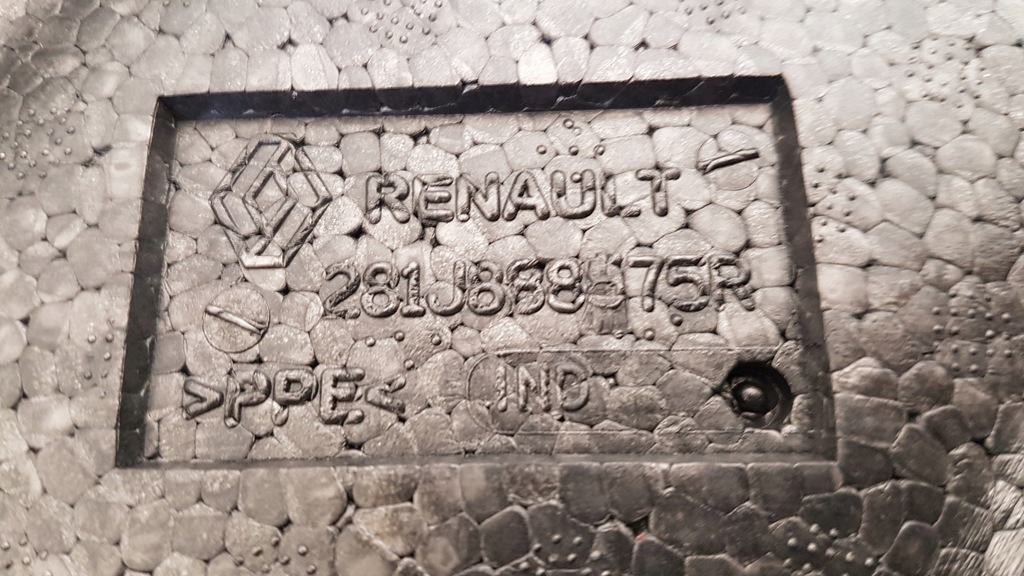 RENAULT
>PPE<
IND